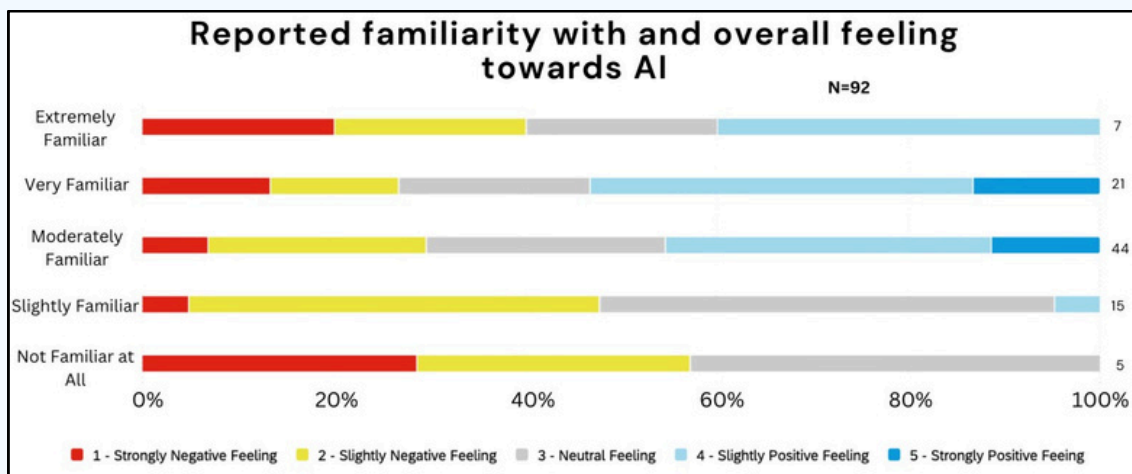 Reported familiarity with and overall feeling
towards AI
N=92
Extremely
Familiar
7
Very Familiar
21
Moderately
Familiar
44
Slightly Familiar
15
Not Familiar at
All
5
0% 20% 40% 60% 80% 100%
1 - Strongly Negative Feeling 2 - Slightly Negative Feeling 3 - Neutral Feeling 4 - Slightly Positive Feeling 5 - Strongly Positive Feeing